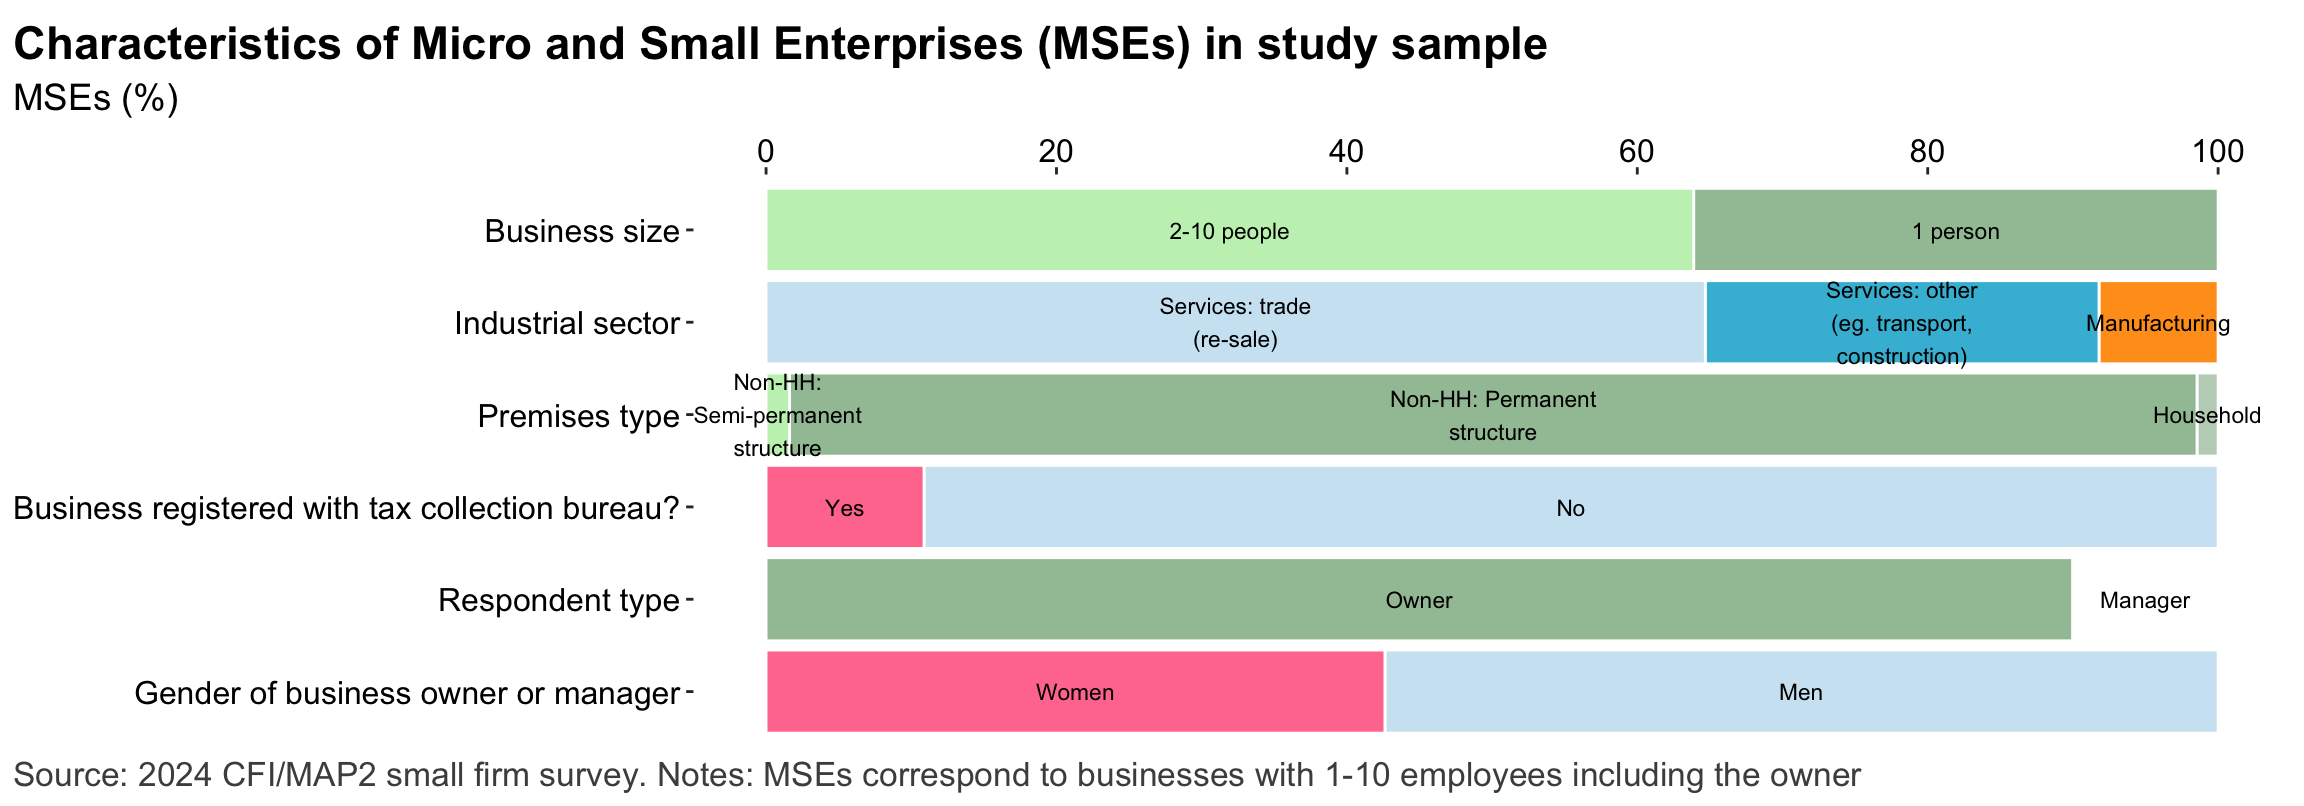 Characteristics of Micro and Small Enterprises (MSEs) in study sample
MSEs (%)
0 20 40 60 80 100
Business size
2-10 people
1 person
Industrial sector
Services: trade
(re-sale)
Services: other
(eg. transport,
construction)
Manufacturing
Premises type
Non-HH:
Semi-permanent
structure
Non-HH: Permanent
structure
Household
Business registered with tax collection bureau?
Yes
No
Respondent type
Owner
Manager
Gender of business owner or manager
Women
Men
Source: 2024 CFI/MAP2 small firm survey. Notes: MSEs correspond to businesses with 1-10 employees including the owner